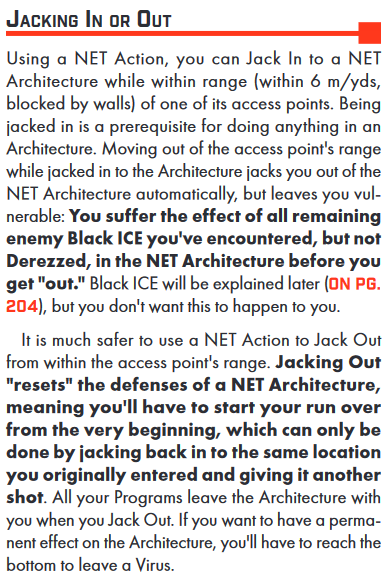 Jacking In or Out
Using a NET Action, you can Jack In to a NET
Architecture while within range (within 6 m/yds,
blocked by walls) of one of its access points. Being
jacked in is a prerequisite for doing anything in an
Architecture. Moving out of the access point's range
while jacked in to the Architecture jacks you out of the
NET Architecture automatically, but leaves you vul-
nerable: You suffer the effect of all remaining
enemy Black ICE you've encountered, but not
Derezzed, in the NET Architecture before you
get "out." Black ICE will be explained later (ON PG.
204), but you don't want this to happen to you.
It is much safer to use a NET Action to Jack Out
from within the access point's range. Jacking Out
"resets" the defenses of a NET Architecture,
meaning you'll have to start your run over
from the very beginning, which can only be
done by jacking back in to the same location
you originally entered and giving it another
shot. All your Programs leave the Architecture with
you when you Jack Out. If you want to have a perma-
nent effect on the Architecture, you'll have to reach the
bottom to leave a Virus.